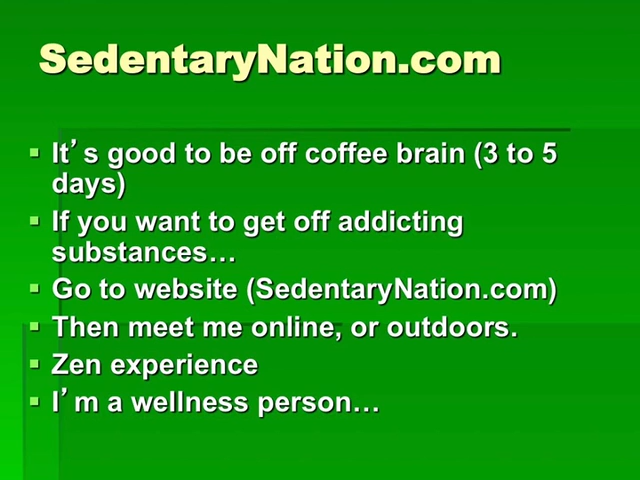 SedentaryNation.com
It’s good to be off coffee brain (3 to 5
days)
If you want to get off addicting
substances…
Go to website (SedentaryNation.com)
Then meet me online, or outdoors.
Zen experience
I’m a wellness person…